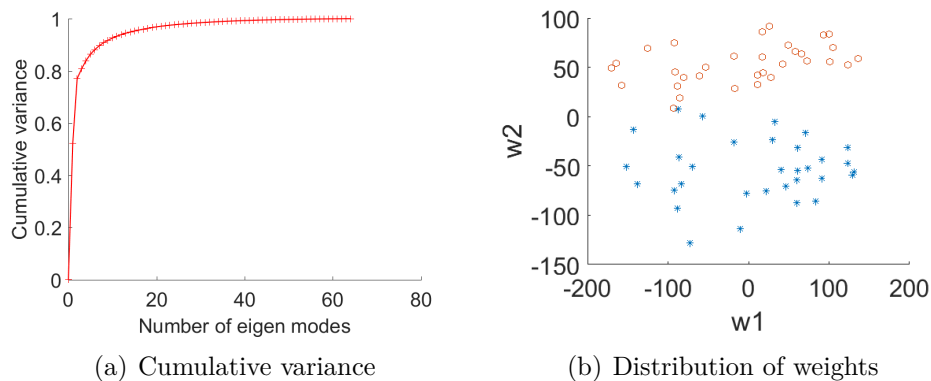 1
0.8
0.6
0.4
0.2
0
Cumulative variance
0 20 40 60 80
Number of eigen modes
(a) Cumulative variance
100
50
0
-50
-100
-150
w2
-200 -100 0 100 200
w1
(b) Distribution of weights